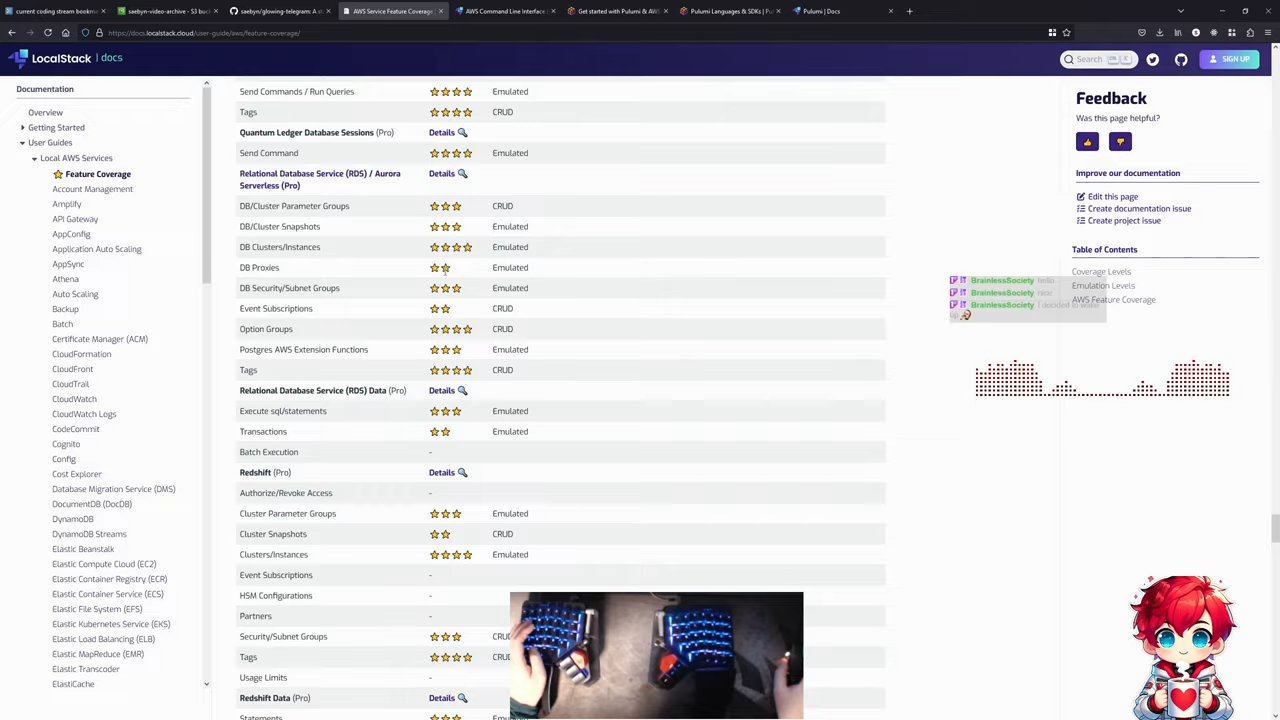 current coding stream bookm
saebyn-video-archive - S3 buck
saebyn/glowing-telegram: A s
AWS Service Feature Coverage
AWS Command Line Interface
Get started with Pulumi & AWS
Pulumi Languages & SDKs | Pul
Pulumi | Docs
https://docs.localstack.cloud/user-guide/aws/feature-coverage/
LocalStack | docs
Search
SIGN UP
Documentation
Overview
Getting Started
User Guides
Local AWS Services
Feature Coverage
Account Management
Amplify
API Gateway
AppConfig
Application Auto Scaling
AppSync
Athena
Auto Scaling
Backup
Batch
Certificate Manager (ACM)
CloudFormation
CloudFront
CloudTrail
CloudWatch
CloudWatch Logs
CodeCommit
Cognito
Config
Cost Explorer
Database Migration Service (DMS)
DocumentDB (DocDB)
DynamoDB
DynamoDB Streams
Elastic Beanstalk
Elastic Compute Cloud (EC2)
Elastic Container Registry (ECR)
Elastic Container Service (ECS)
Elastic File System (EFS)
Elastic Kubernetes Service (EKS)
Elastic Load Balancing (ELB)
Elastic MapReduce (EMR)
Elastic Transcoder
ElastiCache
Send Commands / Run Queries ⭐⭐⭐⭐ Emulated
Tags ⭐⭐⭐⭐ CRUD
Quantum Ledger Database Sessions (Pro) Details 🔍
Send Command ⭐⭐⭐⭐ Emulated
Relational Database Service (RDS) / Aurora Details 🔍
Serverless (Pro)
DB/Cluster Parameter Groups ⭐⭐⭐ CRUD
DB/Cluster Snapshots ⭐⭐⭐ Emulated
DB Clusters/Instances ⭐⭐⭐⭐ Emulated
DB Proxies ⭐⭐ Emulated
DB Security/Subnet Groups ⭐⭐⭐ Emulated
Event Subscriptions ⭐⭐ CRUD
Option Groups ⭐⭐⭐⭐ CRUD
Postgres AWS Extension Functions ⭐⭐⭐ Emulated
Tags ⭐⭐⭐⭐ CRUD
Relational Database Service (RDS) Data (Pro) Details 🔍
Execute sql/statements ⭐⭐⭐ Emulated
Transactions ⭐⭐ Emulated
Batch Execution -
Redshift (Pro) Details 🔍
Authorize/Revoke Access -
Cluster Parameter Groups ⭐⭐⭐ Emulated
Cluster Snapshots ⭐⭐ CRUD
Clusters/Instances ⭐⭐⭐⭐ Emulated
Event Subscriptions -
HSM Configurations -
Partners -
Security/Subnet Groups ⭐⭐⭐ CRUD
Tags ⭐⭐⭐⭐ CRUD
Usage Limits -
Redshift Data (Pro) Details 🔍
Statements
Feedback
Was this page helpful?
Improve our documentation
Edit this page
Create documentation issue
Create project issue
Table of Contents
Coverage Levels
Emulation Levels
AWS Feature Coverage
BrainlessSociety hello
BrainlessSociety nice
BrainlessSociety I decided to wake
up